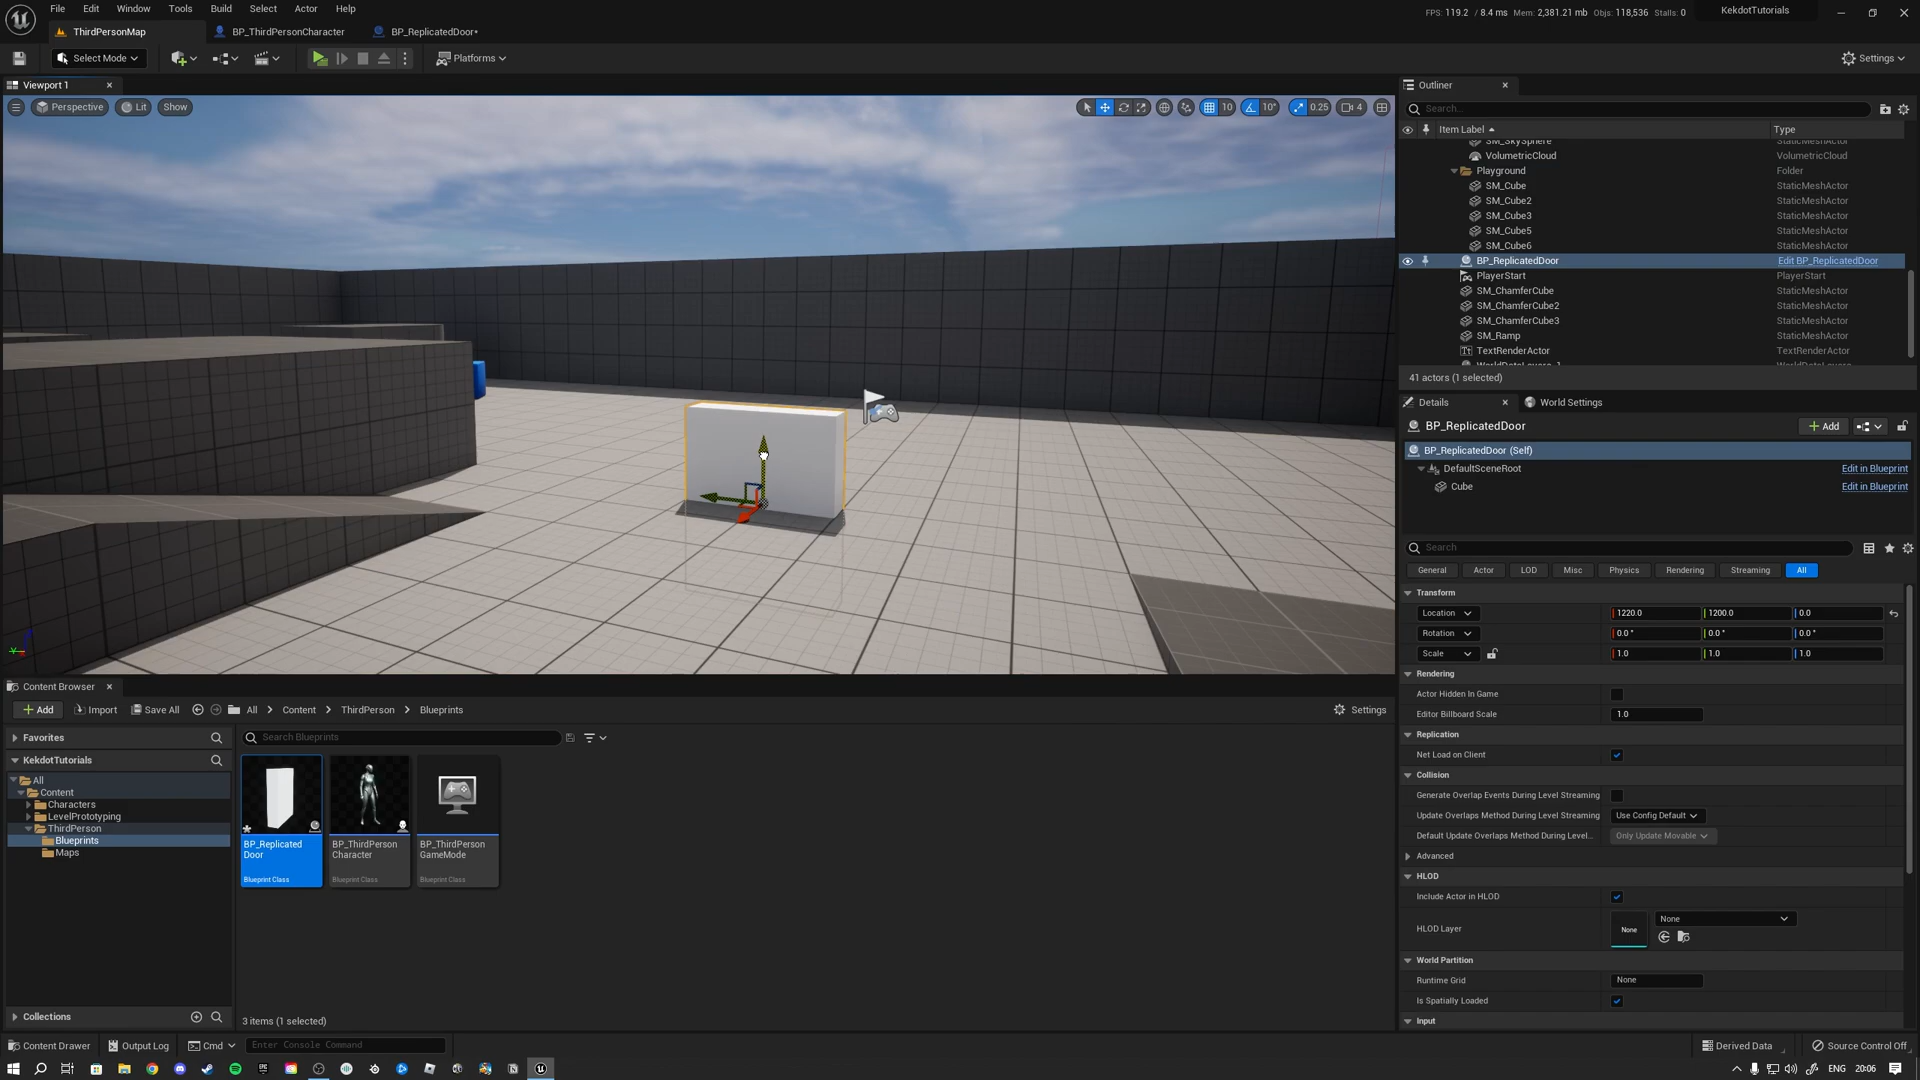 File Edit Window Tools Build Select Actor Help
FPS: 119.2 / 8.4 ms Mem: 2,381.21 mb Objs: 118,536 Stalls: 0
KekdotTutorials
ThirdPersonMap
BP_ThirdPersonCharacter
BP_ReplicatedDoor*
Select Mode
Platforms
Settings
Viewport 1
Perspective Lit Show
10 10° 0.25 4
Outliner
Search...
Item Label Type
SM_SkySphere StaticMeshActor
VolumetricCloud VolumetricCloud
Playground Folder
SM_Cube StaticMeshActor
SM_Cube2 StaticMeshActor
SM_Cube3 StaticMeshActor
SM_Cube5 StaticMeshActor
SM_Cube6 StaticMeshActor
BP_ReplicatedDoor Edit BP_ReplicatedDoor
PlayerStart PlayerStart
SM_ChamferCube StaticMeshActor
SM_ChamferCube2 StaticMeshActor
SM_ChamferCube3 StaticMeshActor
SM_Ramp StaticMeshActor
TextRenderActor TextRenderActor
41 actors (1 selected)
Details World Settings
BP_ReplicatedDoor
Add
BP_ReplicatedDoor (Self)
DefaultSceneRoot Edit in Blueprint
Cube Edit in Blueprint
Search
General Actor LOD Misc Physics Rendering Streaming All
Transform
Location 1220.0 1200.0 0.0
Rotation 0.0 ° 0.0 ° 0.0 °
Scale 1.0 1.0 1.0
Rendering
Actor Hidden In Game
Editor Billboard Scale 1.0
Replication
Net Load on Client
Collision
Generate Overlap Events During Level Streaming
Update Overlaps Method During Level Streaming Use Config Default
Default Update Overlaps Method During Level... Only Update Movable
Advanced
HLOD
Include Actor in HLOD
HLOD Layer None None
World Partition
Runtime Grid None
Is Spatially Loaded
Input
Content Browser
Add Import Save All All Content ThirdPerson Blueprints
Settings
Favorites
KekdotTutorials
All
Content
Characters
LevelPrototyping
ThirdPerson
Blueprints
Maps
Collections
Search Blueprints
BP_Replicated
Door
Blueprint Class
BP_ThirdPerson
Character
Blueprint Class
BP_ThirdPerson
GameMode
Blueprint Class
3 items (1 selected)
Content Drawer Output Log Cmd Enter Console Command
Derived Data Source Control Off
ENG 20:06